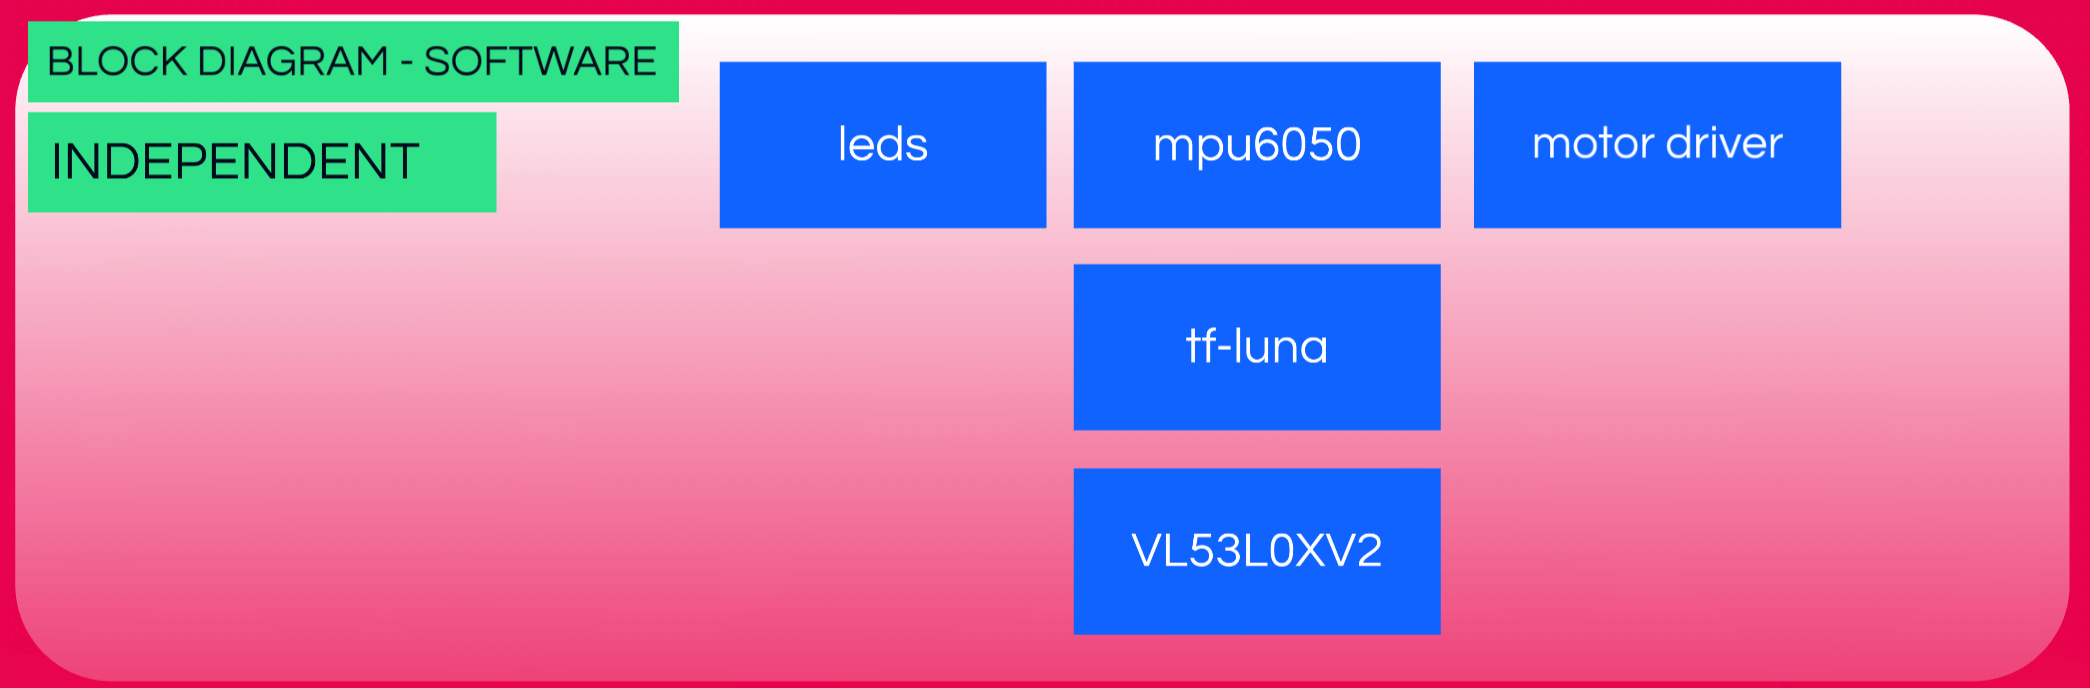 BLOCK DIAGRAM - SOFTWARE
INDEPENDENT
leds
mpu6050
motor driver
tf-luna
VL53L0XV2